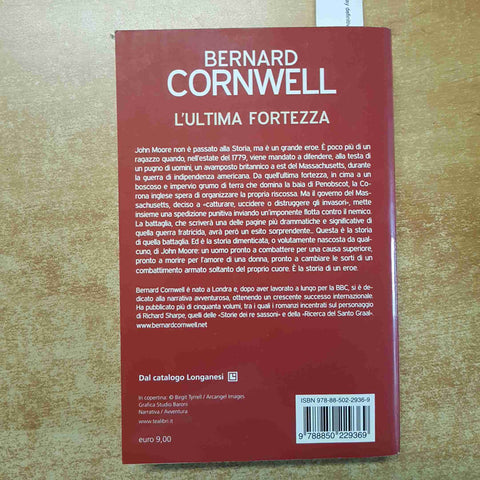 ay definitiv
BERNARD
CORNWELL
L'ULTIMA FORTEZZA
John Moore non è passato alla Storia, ma è un grande eroe. È poco più di un
ragazzo quando, nell'estate del 1779, viene mandato a difendere, alla testa di
un pugno di uomini, un avamposto britannico a est del Massachusetts, durante
la guerra di indipendenza americana. Da quell'ultima fortezza, in cima a un
boscoso e impervio grumo di terra che domina la baia di Penobscot, la Co-
rona inglese spera di organizzare la propria riscossa. Ma il governo del Mas-
sachusetts, deciso a «catturare, uccidere o distruggere gli invasori», mette
insieme una spedizione punitiva inviando un'imponente flotta contro il nemico.
La battaglia, che scriverà una delle pagine più drammatiche e significative di
quella guerra fratricida, avrà però un esito sorprendente... Questa è la storia
di quella battaglia. Ed è la storia dimenticata, o volutamente nascosta da qual-
cuno, di John Moore: un uomo pronto a combattere per una causa superiore,
pronto a morire per l'amore di una donna, pronto a cambiare le sorti di un
combattimento armato soltanto del proprio cuore. È la storia di un eroe.
Bernard Cornwell è nato a Londra e, dopo aver lavorato a lungo per la BBC, si è de-
dicato alla narrativa avventurosa, ottenendo un crescente successo internazionale.
Ha pubblicato più di cinquanta volumi, tra i quali i romanzi incentrati sul personaggio
di Richard Sharpe, quelli delle «Storie dei re sassoni» e della «Ricerca del Santo Graal».
www.bernardcornwell.net
Dal catalogo Longanesi
In copertina: © Birgit Tyrrell / Arcangel Images
Grafica Studio Baroni
Narrativa / Avventura
www.tealibri.it
euro 9,00
ISBN 978-88-502-2936-9
9 788850 229369